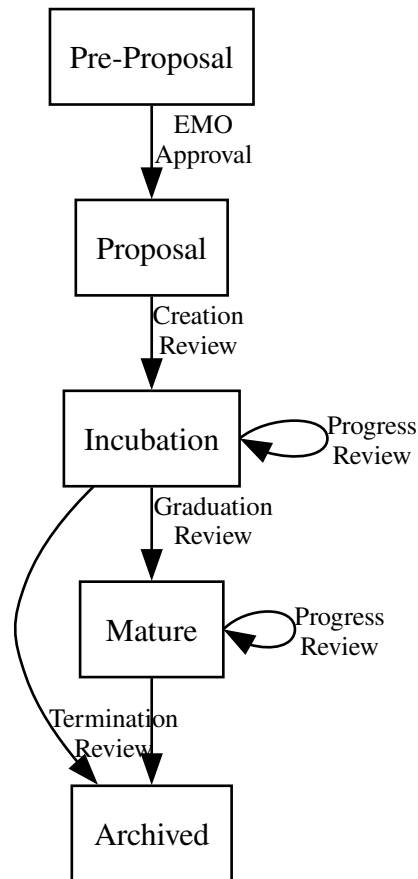 Pre-Proposal
EMO
Approval
Proposal
Creation
Review
Incubation
Progress
Review
Graduation
Review
Mature
Progress
Review
Termination
Review
Archived